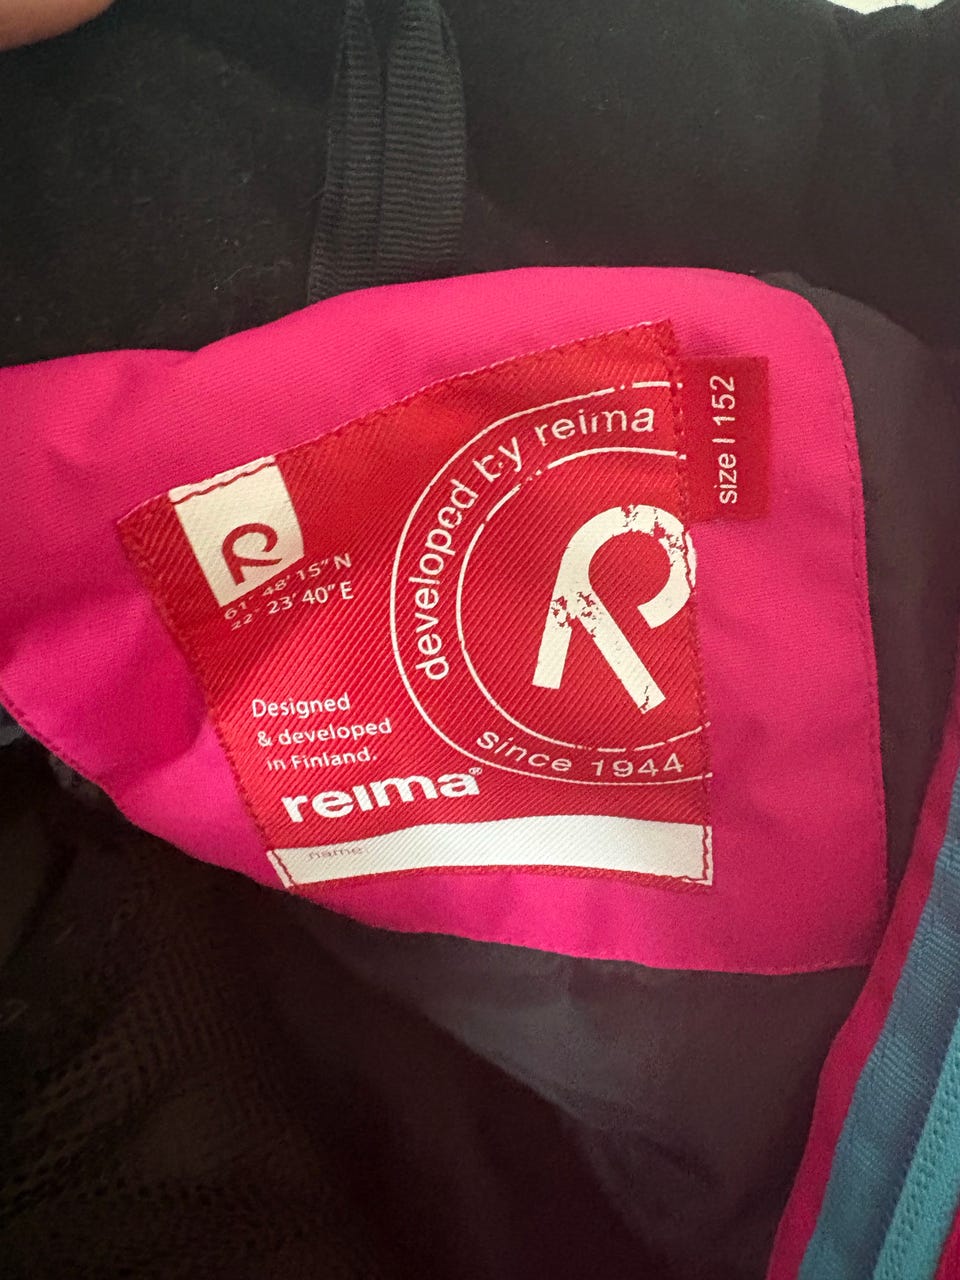 developed by reima
size | 152
61° 48' 15" N
22° 23' 40" E
Designed
& developed
in Finland.
since 1944
reima®
name: